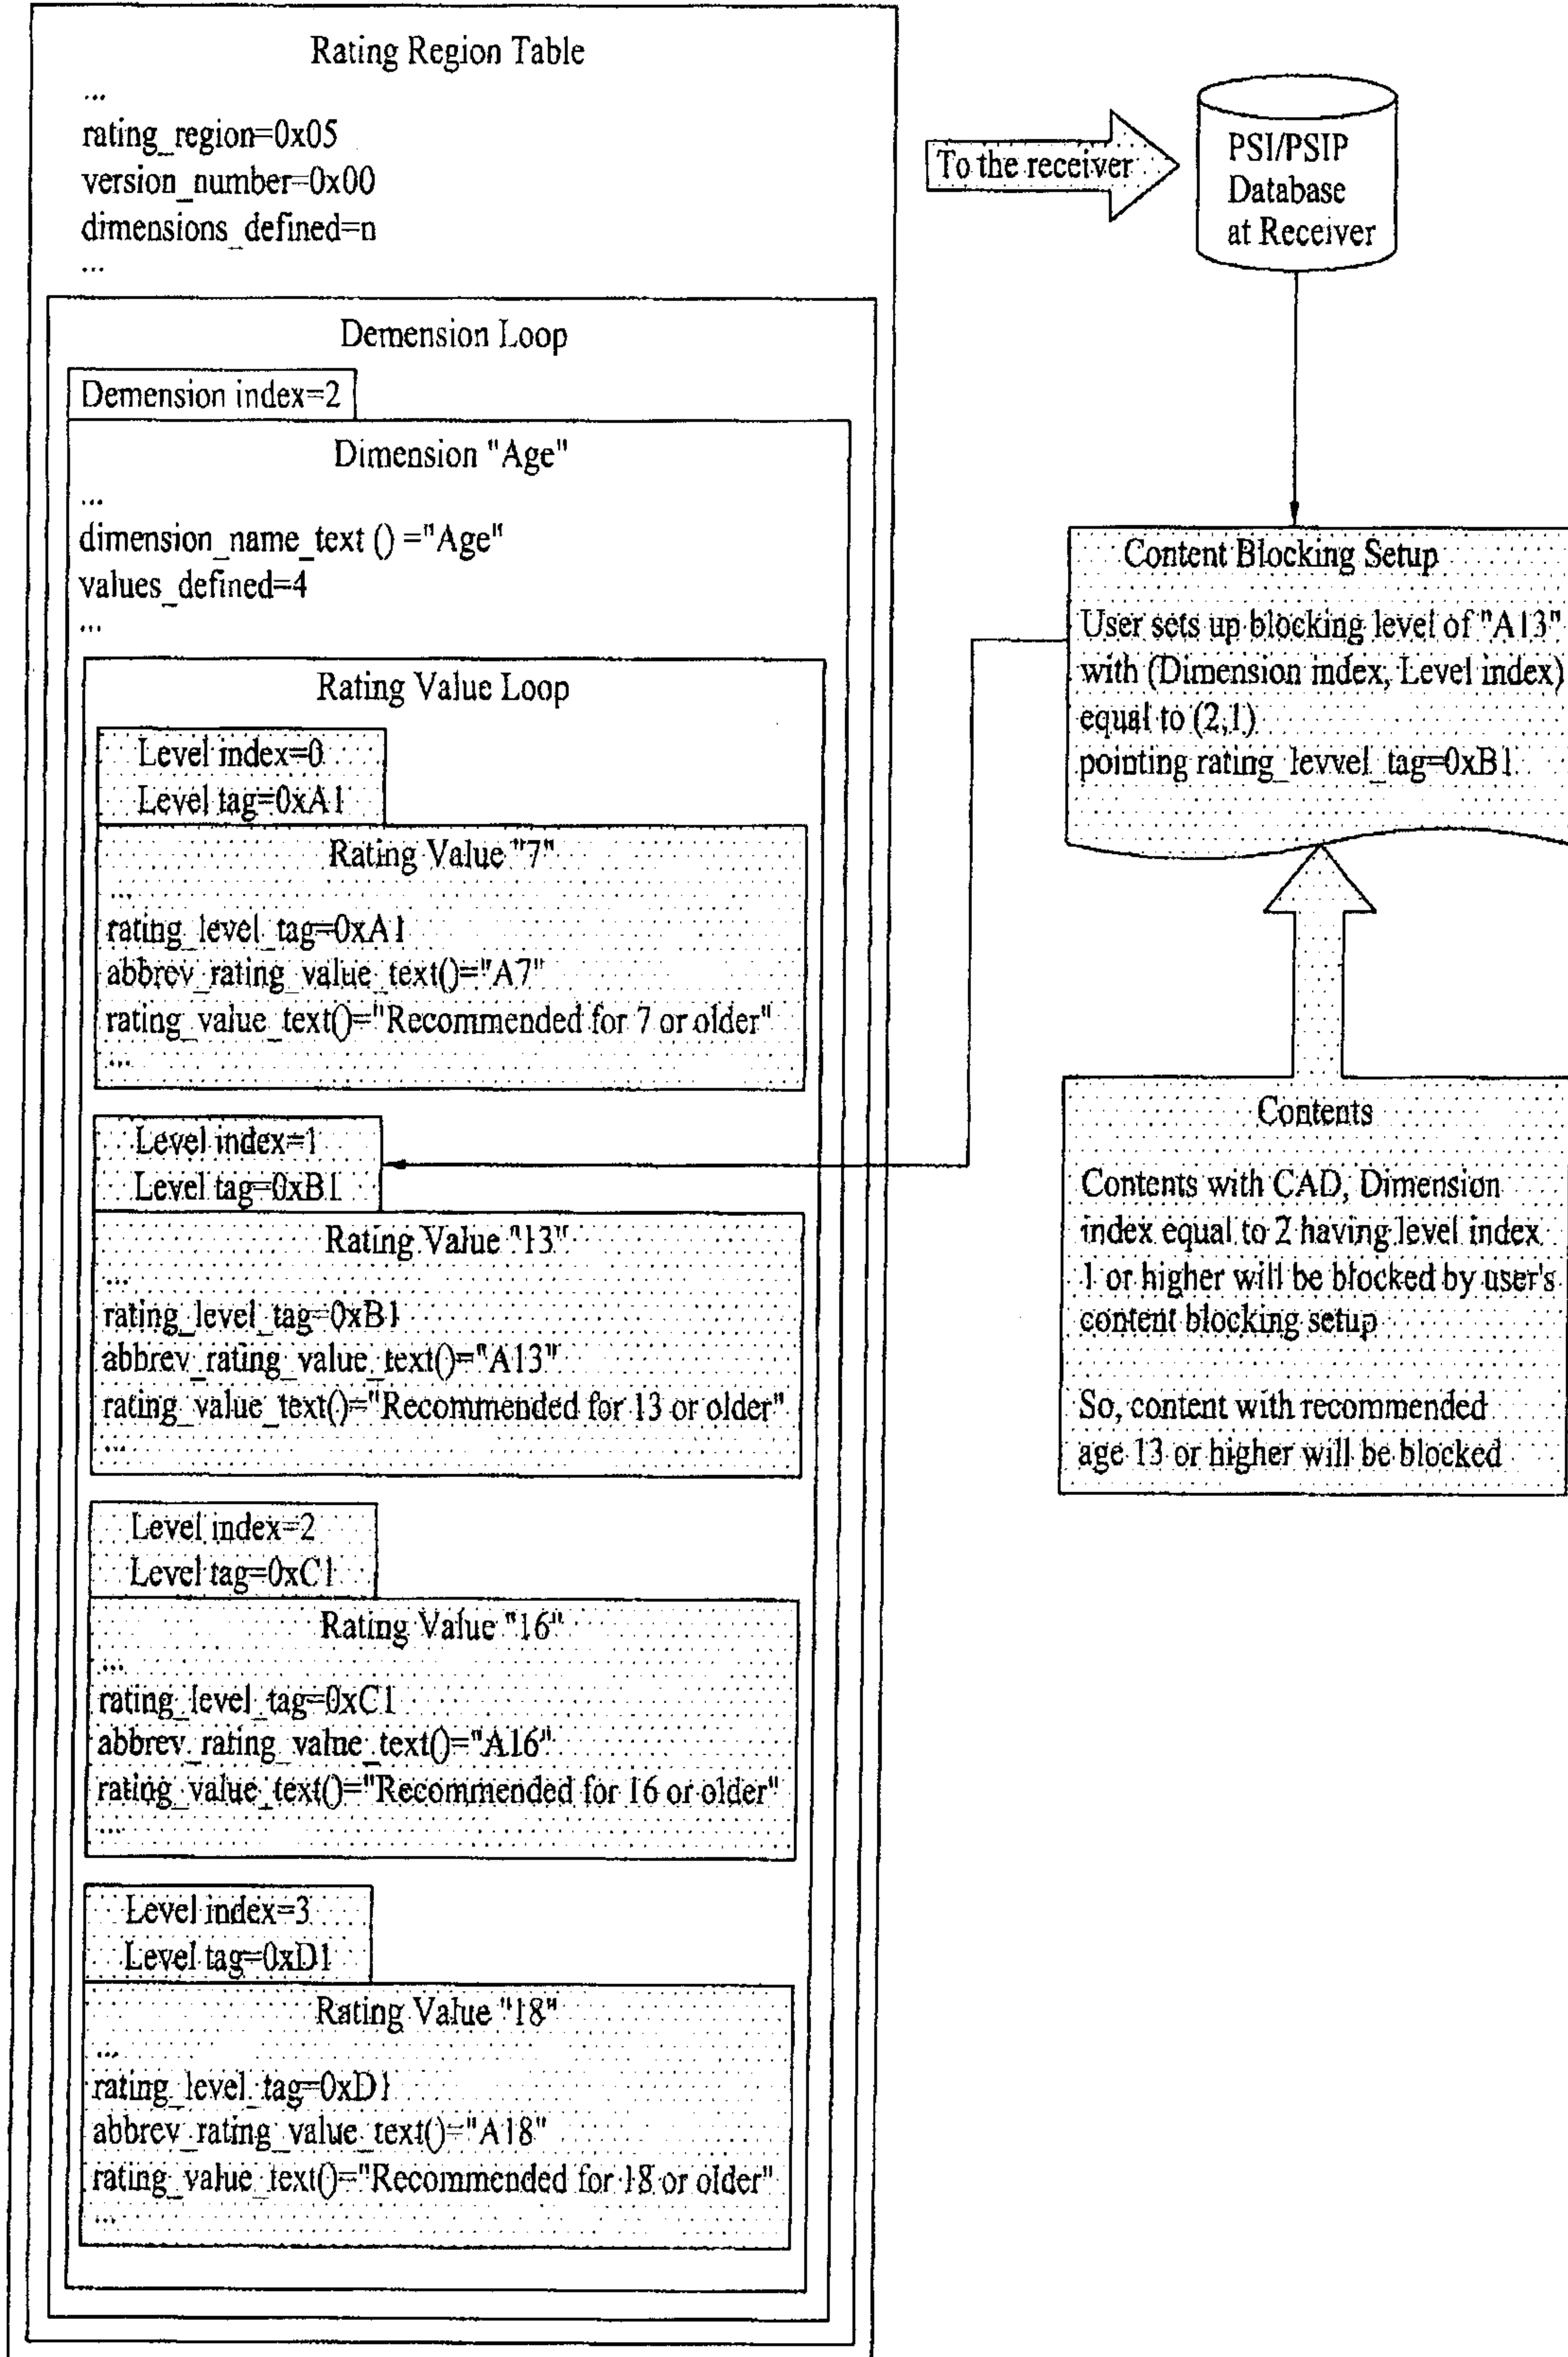 Rating Region Table
...
rating_region=0x05
version_number=0x00
dimensions_defined=n
...
Demension Loop
Demension index=2
Dimension "Age"
...
dimension_name_text () ="Age"
values_defined=4
...
Rating Value Loop
Level index=0
Level tag=0xA1
Rating Value "7"
...
rating_level_tag=0xA1
abbrev_rating_value_text()="A7"
rating_value_text()="Recommended for 7 or older"
...
Level index=1
Level tag=0xB1
Rating Value "13"
...
rating_level_tag=0xB1
abbrev_rating_value_text()="A13"
rating_value_text()="Recommended for 13 or older"
...
Level index=2
Level tag=0xC1
Rating Value "16"
...
rating_level_tag=0xC1
abbrev_rating_value_text()="A16"
rating_value_text()="Recommended for 16 or older"
...
Level index=3
Level tag=0xD1
Rating Value "18"
...
rating_level_tag=0xD1
abbrev_rating_value_text()="A18"
rating_value_text()="Recommended for 18 or older"
...
To the receiver
PSI/PSIP
Database
at Receiver
Content Blocking Setup
User sets up blocking level of "A13"
with (Dimension index, Level index)
equal to (2,1)
pointing rating_levvel_tag=0xB1
Contents
Contents with CAD, Dimension
index equal to 2 having level index
1 or higher will be blocked by user's
content blocking setup
So, content with recommended
age 13 or higher will be blocked